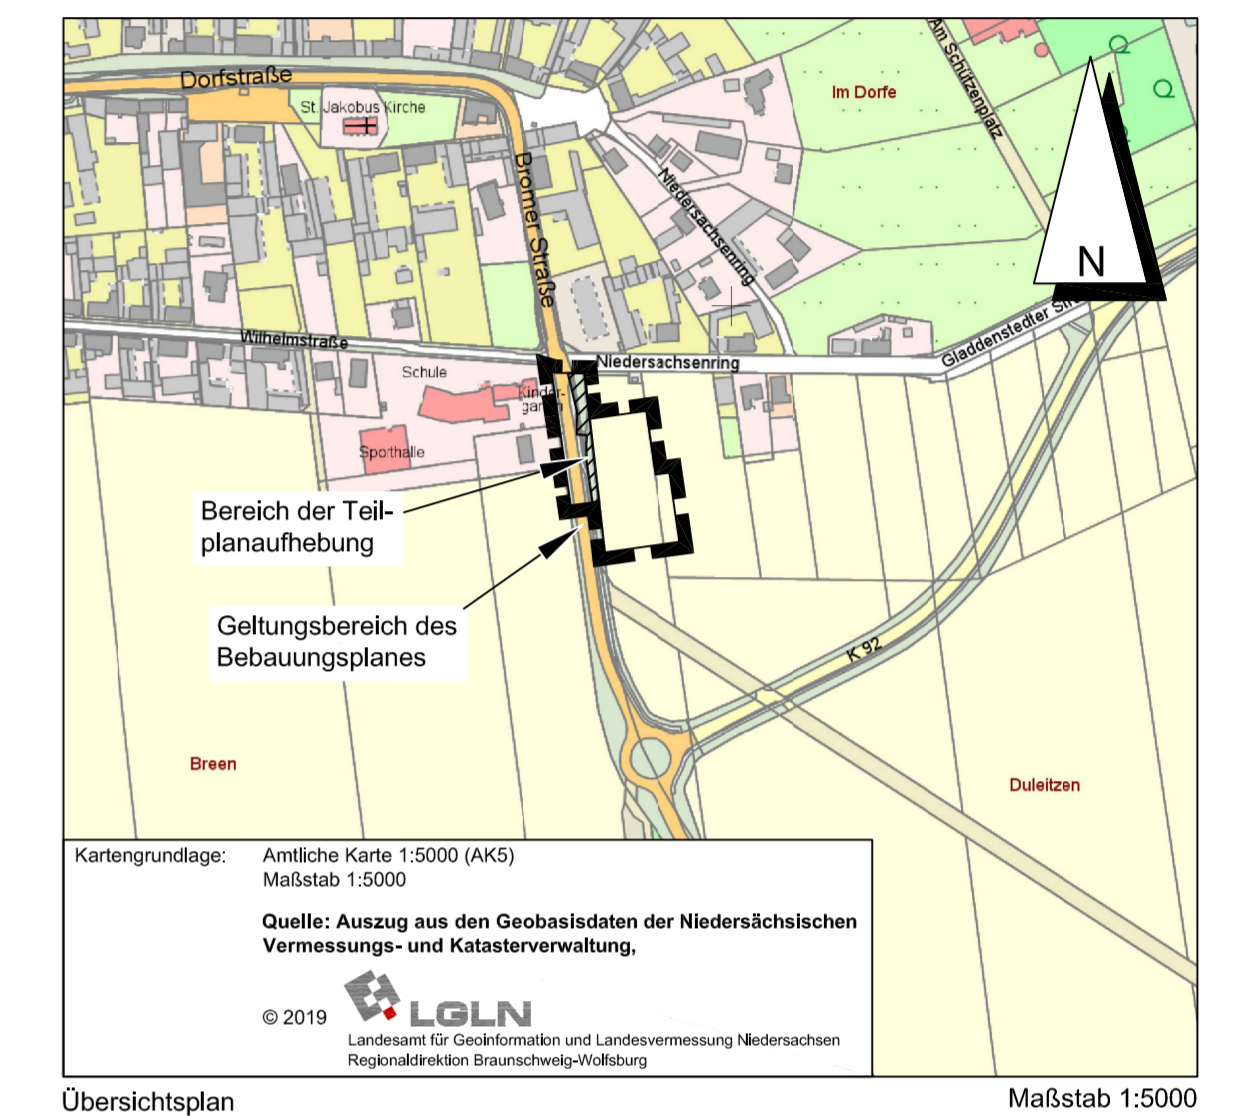 Dorfstraße
St. Jakobus Kirche
Bromer Straße
Niedersachsenring
Im Dorfe
Am Schützenplatz
N
Gladdenstedter Str
Wilhelmstraße
Niedersachsenring
Schule
Kinder-
garten
Sporthalle
Bereich der Teil-
planaufhebung
Geltungsbereich des
Bebauungsplanes
K 92
Breen
Duleitzen
Kartengrundlage: Amtliche Karte 1:5000 (AK5)
Maßstab 1:5000
Quelle: Auszug aus den Geobasisdaten der Niedersächsischen
Vermessungs- und Katasterverwaltung,
© 2019 LGLN
Landesamt für Geoinformation und Landesvermessung Niedersachsen
Regionaldirektion Braunschweig-Wolfsburg
Übersichtsplan Maßstab 1:5000